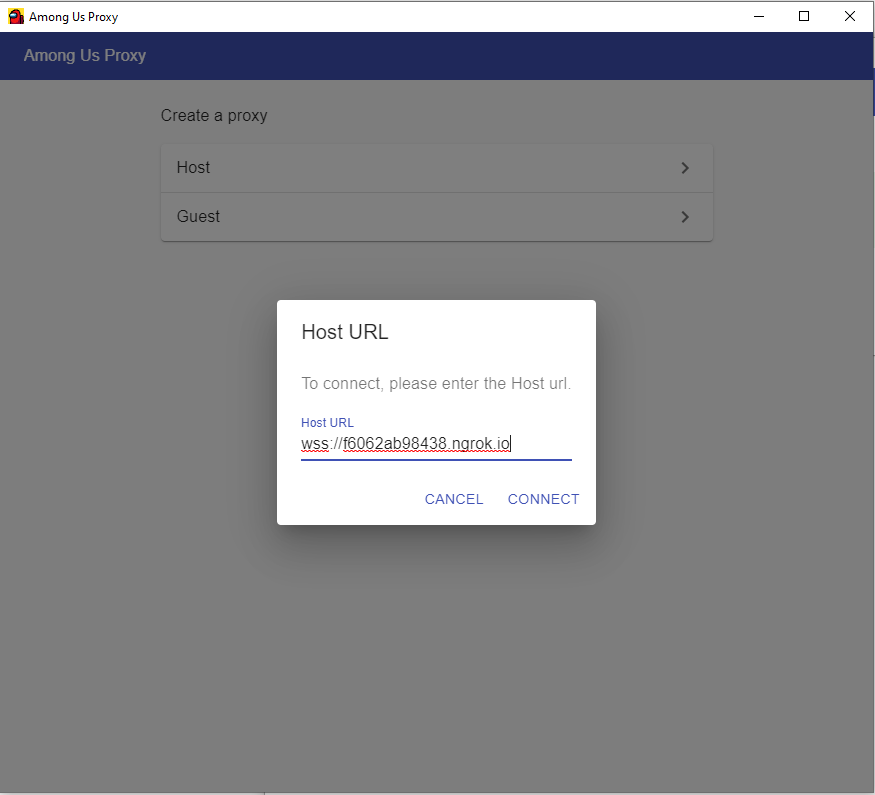 Among Us Proxy
Among Us Proxy
Create a proxy
Host
Guest
Host URL
To connect, please enter the Host url.
Host URL
wss://f6062ab98438.ngrok.io
CANCEL CONNECT